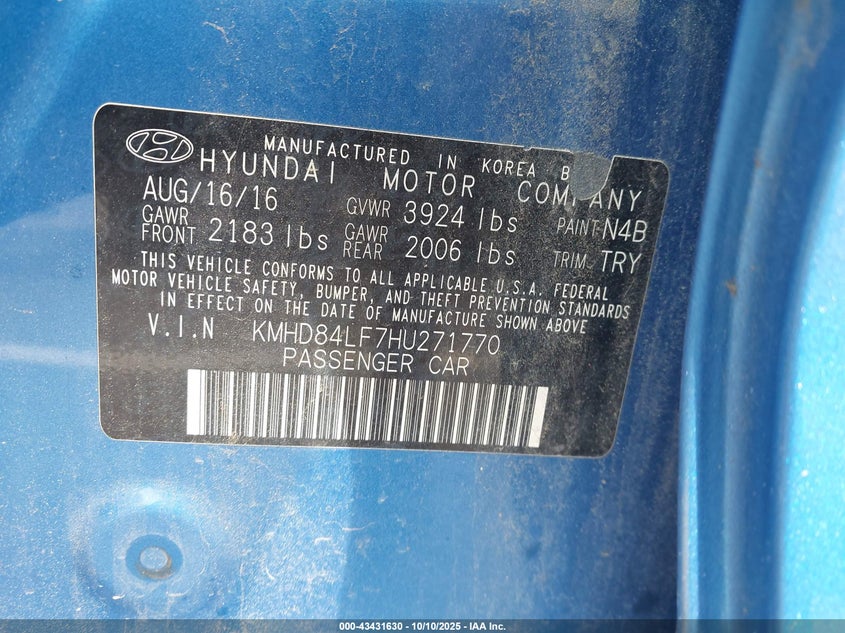 MANUFACTURED IN KOREA B
HYUNDAI MOTOR COMPANY
AUG/16/16 GVWR 3924 lbs PAINT: N4B
GAWR FRONT 2183 lbs GAWR REAR 2006 lbs TRIM: TRY
THIS VEHICLE CONFORMS TO ALL APPLICABLE U.S.A. FEDERAL
MOTOR VEHICLE SAFETY, BUMPER, AND THEFT PREVENTION STANDARDS
IN EFFECT ON THE DATE OF MANUFACTURE SHOWN ABOVE
V.I.N KMHD84LF7HU271770
PASSENGER CAR
000-43431630 - 10/10/2025 - IAA Inc.